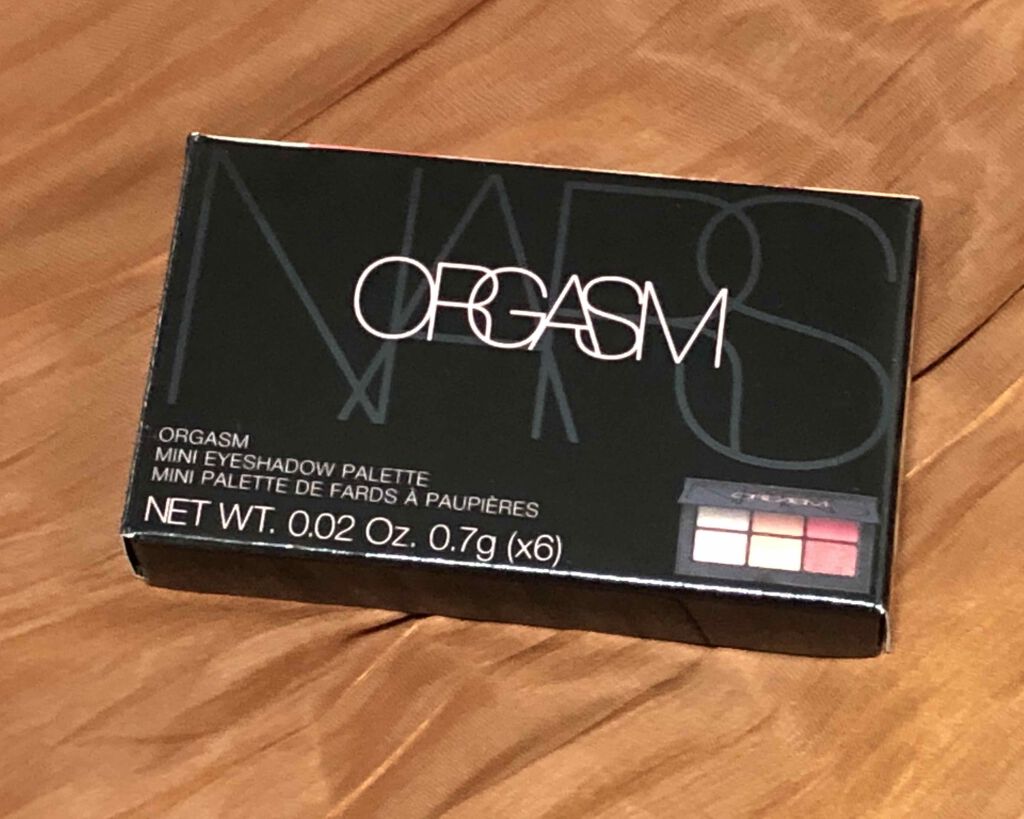 NARS
ORGASM
ORGASM
MINI EYESHADOW PALETTE
MINI PALETTE DE FARDS À PAUPIÈRES
NET WT. 0.02 Oz. 0.7g (x6)
ORGASM